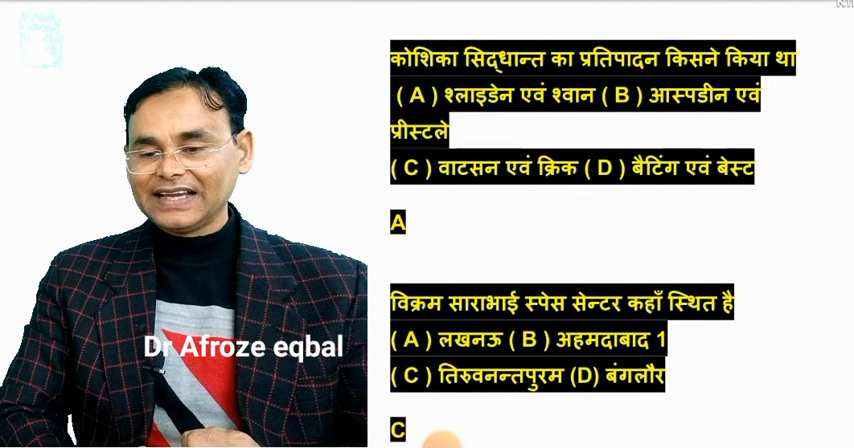 कोशिका सिद्धान्त का प्रतिपादन किसने किया था
( A ) श्लाइडेन एवं श्वान ( B ) आस्पडीन एवं
प्रीस्टले
( C ) वाटसन एवं क्रिक ( D ) बैटिंग एवं बेस्ट
A
विक्रम साराभाई स्पेस सेन्टर कहाँ स्थित है
( A ) लखनऊ ( B ) अहमदाबाद 1
( C ) तिरुवनन्तपुरम (D) बंगलौर
C
Dr Afroze eqbal